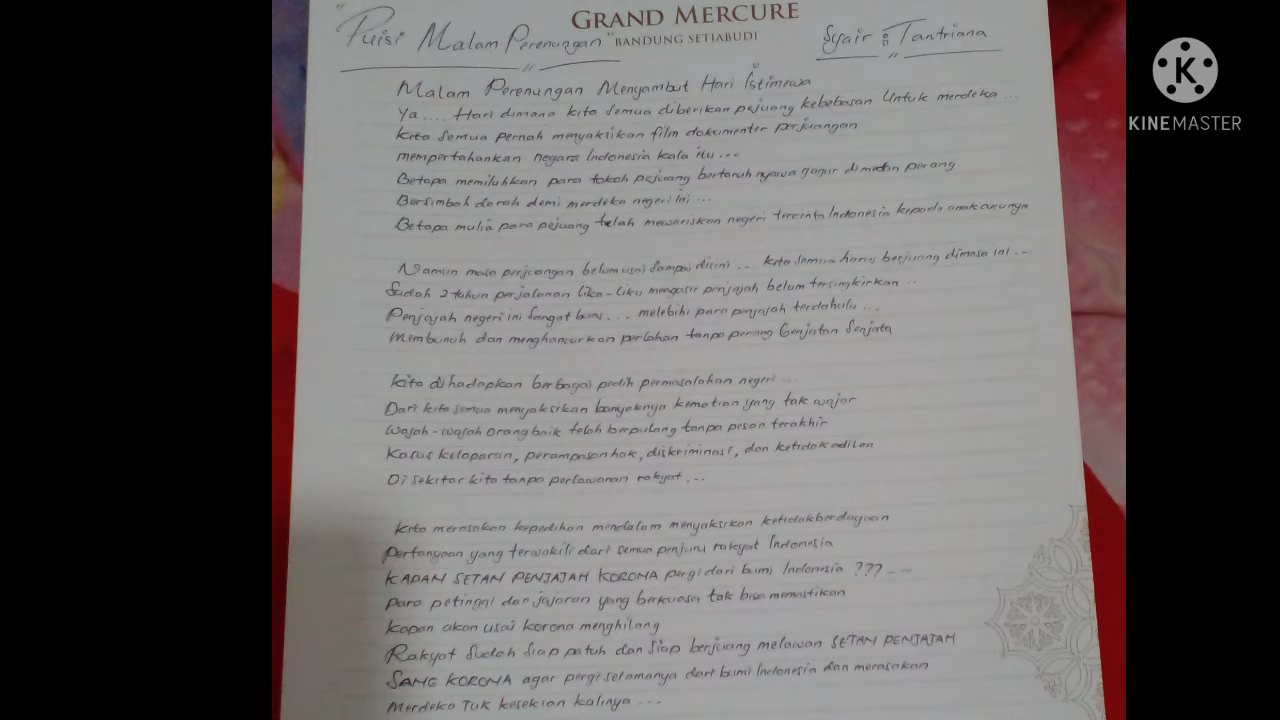 GRAND MERCURE
BANDUNG SETIABUDI
"Puisi Malam Perenungan"
Syair : Tantriana
KINEMASTER
Malam Perenungan Menyambut Hari Istimewa
Ya .... Hari dimana kita semua diberikan pejuang kebebasan Untuk merdeka ...
Kita semua pernah menyaksikan film dokumenter perjuangan
mempertahankan negara Indonesia kala itu ...
Betapa memiluhkan para tokoh pejuang bertaruh nyawa gugur dimedan perang
Bersimbah darah demi merdeka negeri ini ...
Betapa mulia para pejuang telah mewariskan negeri tercinta Indonesia kepada anak cucunya
Namun masa perjuangan belum usai sampai disini .. kita semua harus berjuang dimasa ini ...
Sudah 2 tahun perjalanan lika-liku mengusir penjajah belum tersingkirkan ...
Penjajah negeri ini sangat buas ... melebihi para penjajah terdahulu ...
Membunuh dan menghancurkan perlahan tanpa perang Genjatan Senjata
Kita dihadapkan berbagai pedih permasalahan negeri
Dari kita semua menyaksikan banyaknya kematian yang tak wajar
Wajah-wajah orang baik telah berpulang tanpa pesan terakhir
Kasus kelaparan, perampasan hak, diskriminasi, dan ketidakadilan
Di sekitar kita tanpa perlawanan rakyat ...
Kita merasakan kepedihan mendalam menyaksikan ketidakberdayaan
Pertanyaan yang terwakili dari semua penjuru rakyat Indonesia
KAPAN SETAN PENJAJAH KORONA pergi dari bumi Indonesia ??? ...
Para petinggi dan jajaran yang berkuasa tak bisa memastikan
Kapan akan usai korona menghilang
Rakyat Sudah Siap patuh dan Siap berjuang melawan SETAN PENJAJAH
SANG KORONA agar pergi selamanya dari bumi Indonesia dan merasakan
Merdeka Tuk kesekian kalinya ...